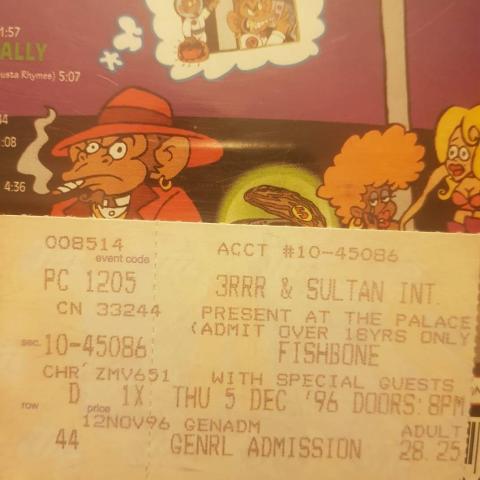 1:57
ALLY
usta Rhymes) 5:07
44
:08
4:36
008514
event code
PC 1205
CN 33244
sec. 10-45086
CHR ZMV651
D 1X
row price
12NOV96
44
ACCT #10-45086
3RRR & SULTAN INT.
PRESENT AT THE PALACE
(ADMIT OVER 18YRS ONLY
FISHBONE
WITH SPECIAL GUESTS
THU 5 DEC '96 DOORS 8PM
GENADM ADULT
GENRL ADMISSION 28.25